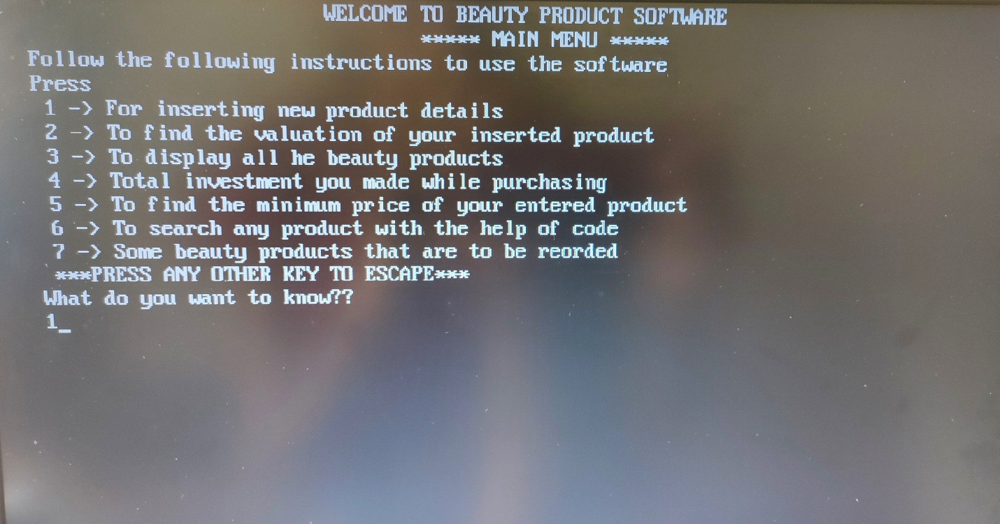 WELCOME TO BEAUTY PRODUCT SOFTWARE
***** MAIN MENU *****
Follow the following instructions to use the software
Press
1 -> For inserting new product details
2 -> To find the valuation of your inserted product
3 -> To display all he beauty products
4 -> Total investment you made while purchasing
5 -> To find the minimum price of your entered product
6 -> To search any product with the help of code
7 -> Some beauty products that are to be reorded
***PRESS ANY OTHER KEY TO ESCAPE***
What do you want to know??
1_